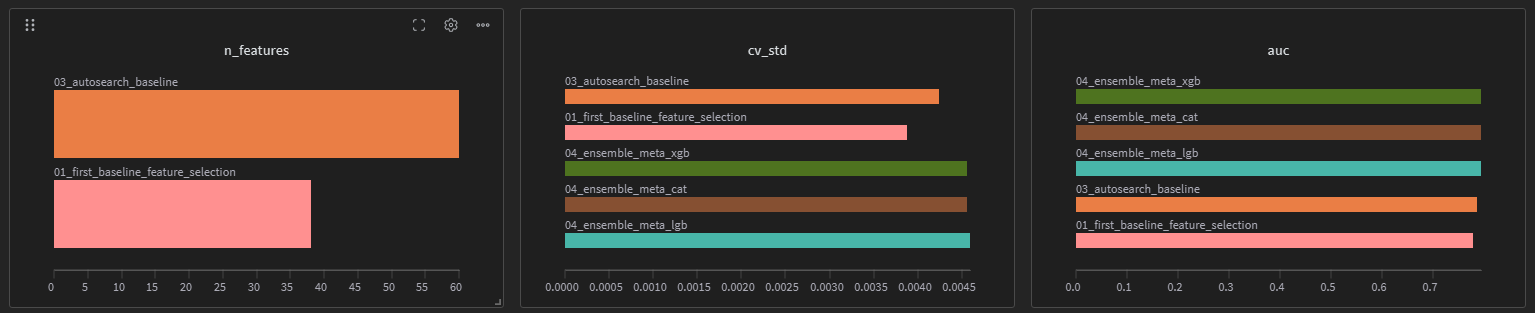 n_features
03_autosearch_baseline
01_first_baseline_feature_selection
0 5 10 15 20 25 30 35 40 45 50 55 60
cv_std
03_autosearch_baseline
01_first_baseline_feature_selection
04_ensemble_meta_xgb
04_ensemble_meta_cat
04_ensemble_meta_lgb
0.0000 0.0005 0.0010 0.0015 0.0020 0.0025 0.0030 0.0035 0.0040 0.0045
auc
04_ensemble_meta_xgb
04_ensemble_meta_cat
04_ensemble_meta_lgb
03_autosearch_baseline
01_first_baseline_feature_selection
0.0 0.1 0.2 0.3 0.4 0.5 0.6 0.7